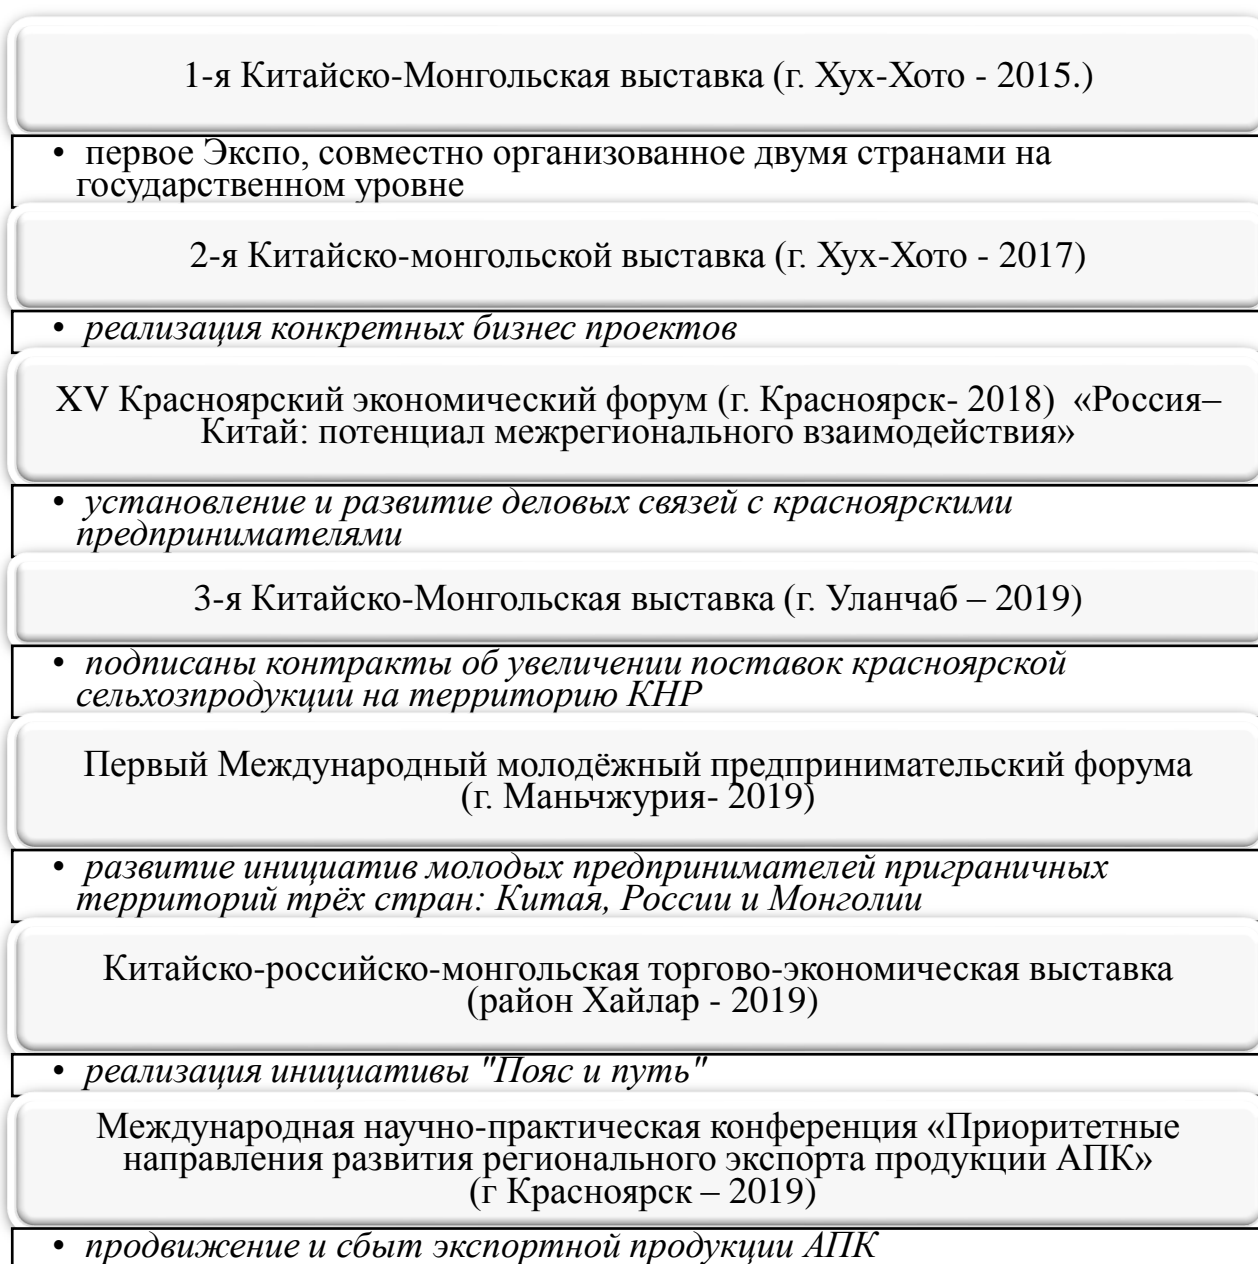 1-я Китайско-Монгольская выставка (г. Хух-Хото - 2015.)
• первое Экспо, совместно организованное двумя странами на
государственном уровне
2-я Китайско-монгольской выставка (г. Хух-Хото - 2017)
• реализация конкретных бизнес проектов
XV Красноярский экономический форум (г. Красноярск- 2018) «Россия–
Китай: потенциал межрегионального взаимодействия»
• установление и развитие деловых связей с красноярскими
предпринимателями
3-я Китайско-Монгольская выставка (г. Уланчаб – 2019)
• подписаны контракты об увеличении поставок красноярской
сельхозпродукции на территорию КНР
Первый Международный молодёжный предпринимательский форума
(г. Маньчжурия- 2019)
• развитие инициатив молодых предпринимателей приграничных
территорий трёх стран: Китая, России и Монголии
Китайско-российско-монгольская торгово-экономическая выставка
(район Хайлар - 2019)
• реализация инициативы "Пояс и путь"
Международная научно-практическая конференция «Приоритетные
направления развития регионального экспорта продукции АПК»
(г Красноярск – 2019)
• продвижение и сбыт экспортной продукции АПК